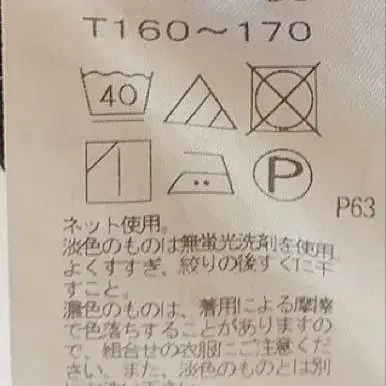 T160～170
40
P
P63
ネット使用。
淡色のものは無蛍光洗剤を使用
よくすすぎ、絞りの後すぐに干
すこと。
濃色のものは、着用による摩擦
で色落ちすることがありますの
で、組合せの衣服にご注意くだ
さい。また、淡色のものとは別